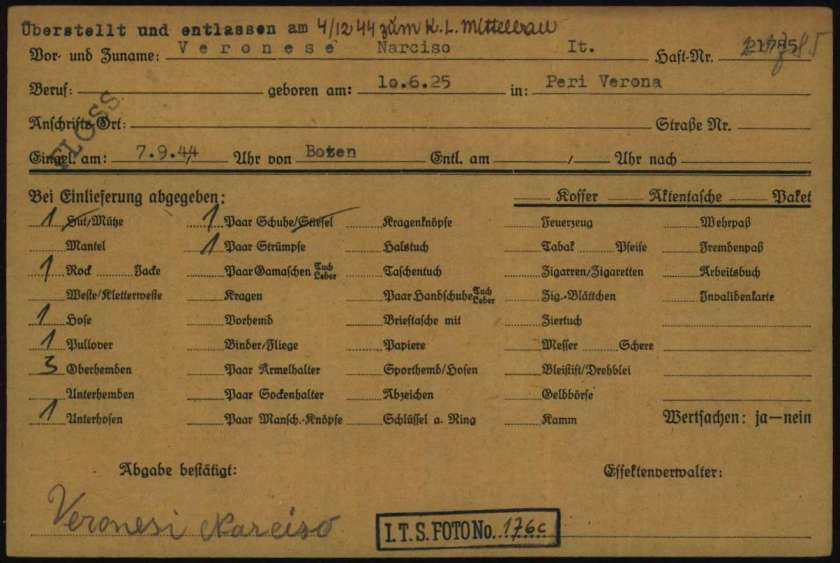 Überstellt und entlassen am 4/12 44 zum K.L. Mittelbau
Vor- und Zuname: Veronese Narciso It. Haft-Nr.
Beruf: geboren am: 10.6.25 in: Peri Verona
Anschrifts-Ort: Straße Nr.
FLOSS
Eingel. am: 7.9.44 Uhr von Bozen Entl. am Uhr nach
Bei Einlieferung abgegeben: Koffer Aktentasche Paket
1 Hut/Mütze 1 Paar Schuhe/Stiefel Kragenknöpfe Feuerzeug Wehrpaß
Mantel 1 Paar Strümpfe Halstuch Tabak Pfeife Fremdenpaß
1 Rock Jacke Paar Gamaschen Tuch Leder Taschentuch Zigarren/Zigaretten Arbeitsbuch
Weste/Kletterweste Kragen Paar Handschuhe Tuch Leder Zig.-Blättchen Invalidenkarte
1 Hose Vorhemd Brieftasche mit Ziertuch
1 Pullover Binder/Fliege Papiere Messer Schere
3 Oberhemden Paar Ärmelhalter Sporthemd/Hosen Bleistift/Drehblei
Unterhemden Paar Sockenhalter Abzeichen Geldbörse
1 Unterhosen Paar Mansch.-Knöpfe Schlüssel a. Ring Kamm Wertsachen: ja—nein
Abgabe bestätigt: Effektenverwalter:
Veronesi Narciso
I.T.S. FOTO No. 176c